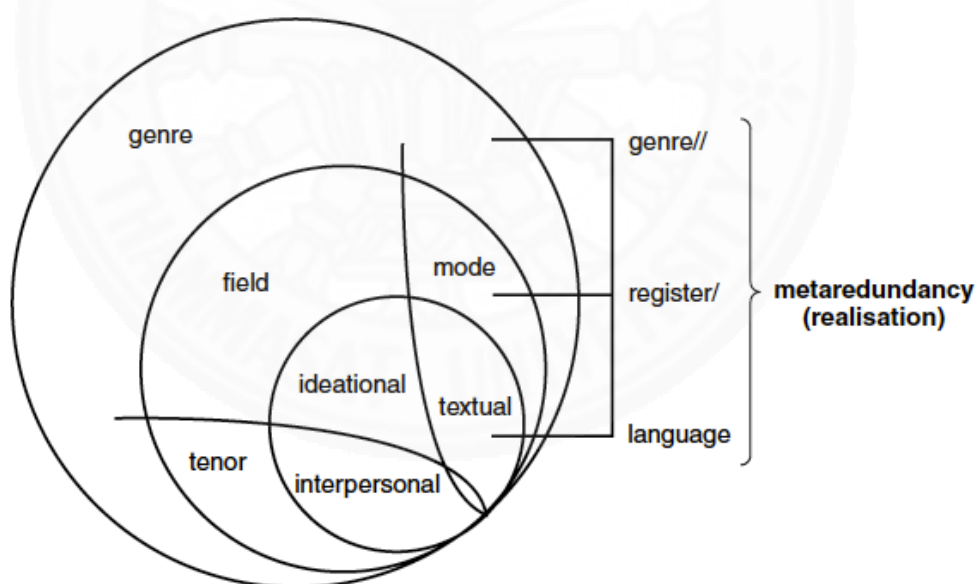 genre
genre//
mode
field
register/
metaredundancy
(realisation)
ideational
textual
language
tenor
interpersonal